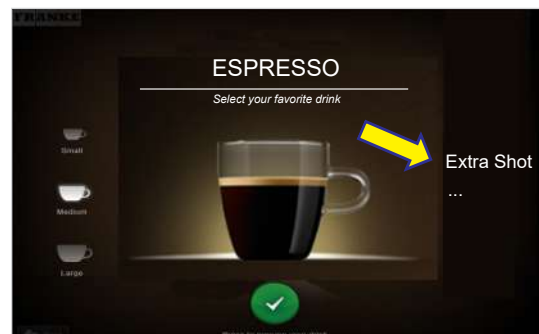 FRANKE
ESPRESSO
Select your favorite drink
Small
Extra Shot
...
Medium
Large